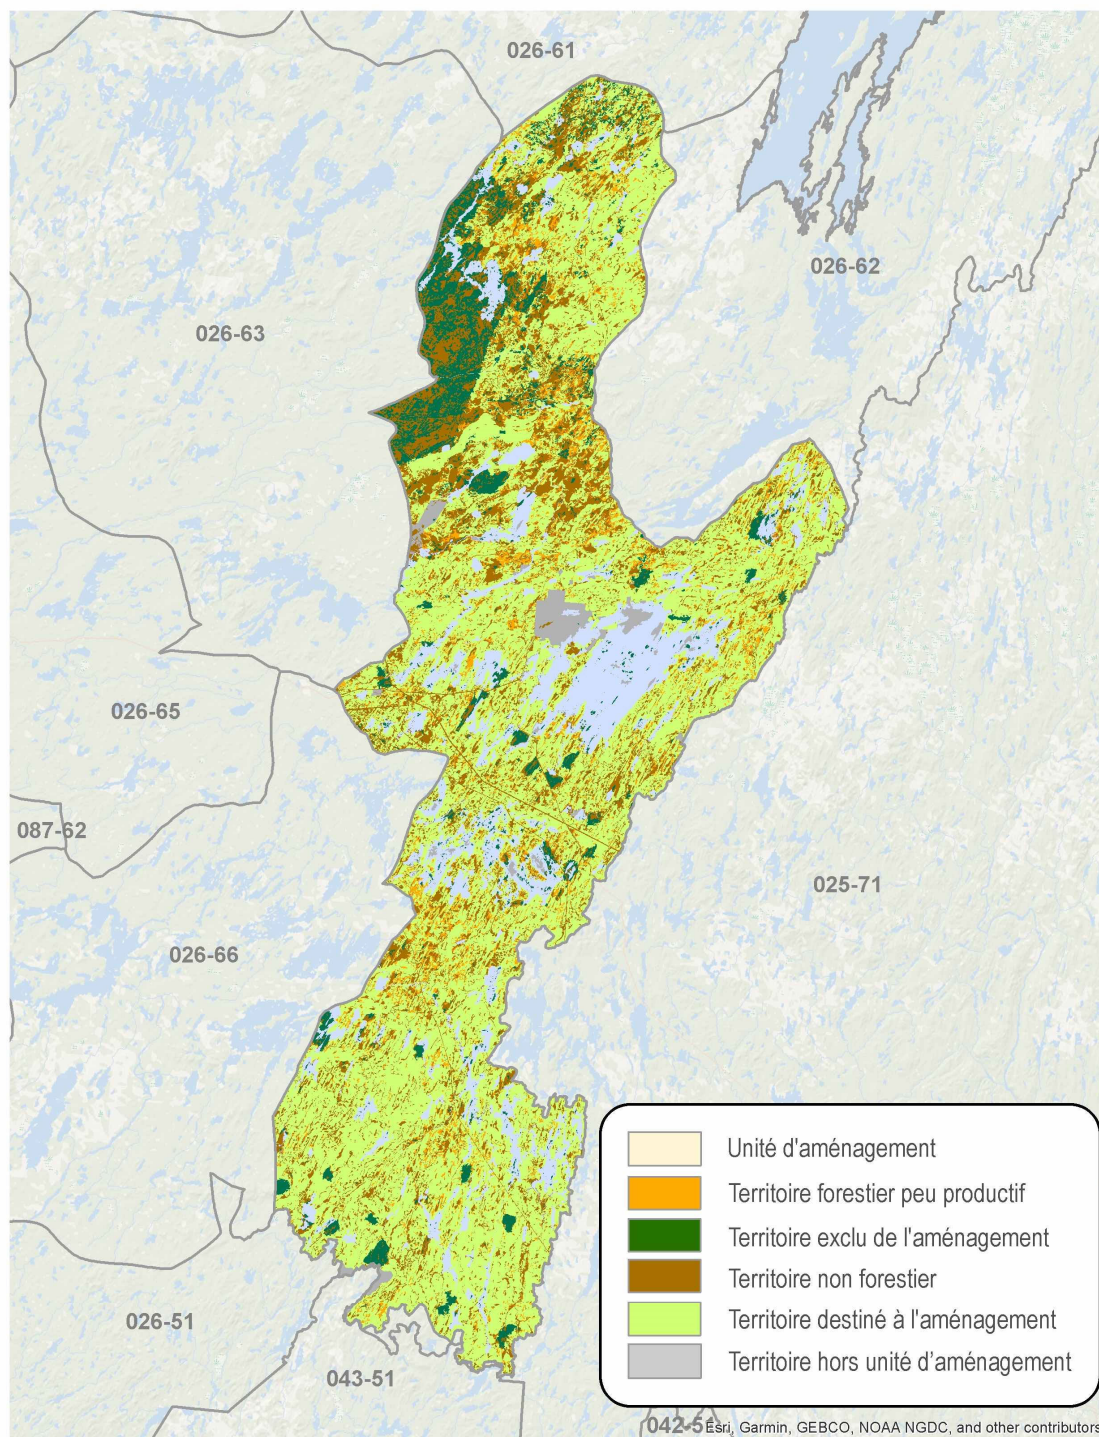 026-61
026-62
026-63
026-65
087-62
025-71
026-66
Unité d'aménagement
Territoire forestier peu productif
Territoire exclu de l'aménagement
Territoire non forestier
Territoire destiné à l'aménagement
Territoire hors unité d’aménagement
026-51
043-51
042-51
Esri, Garmin, GEBCO, NOAA NGDC, and other contributors